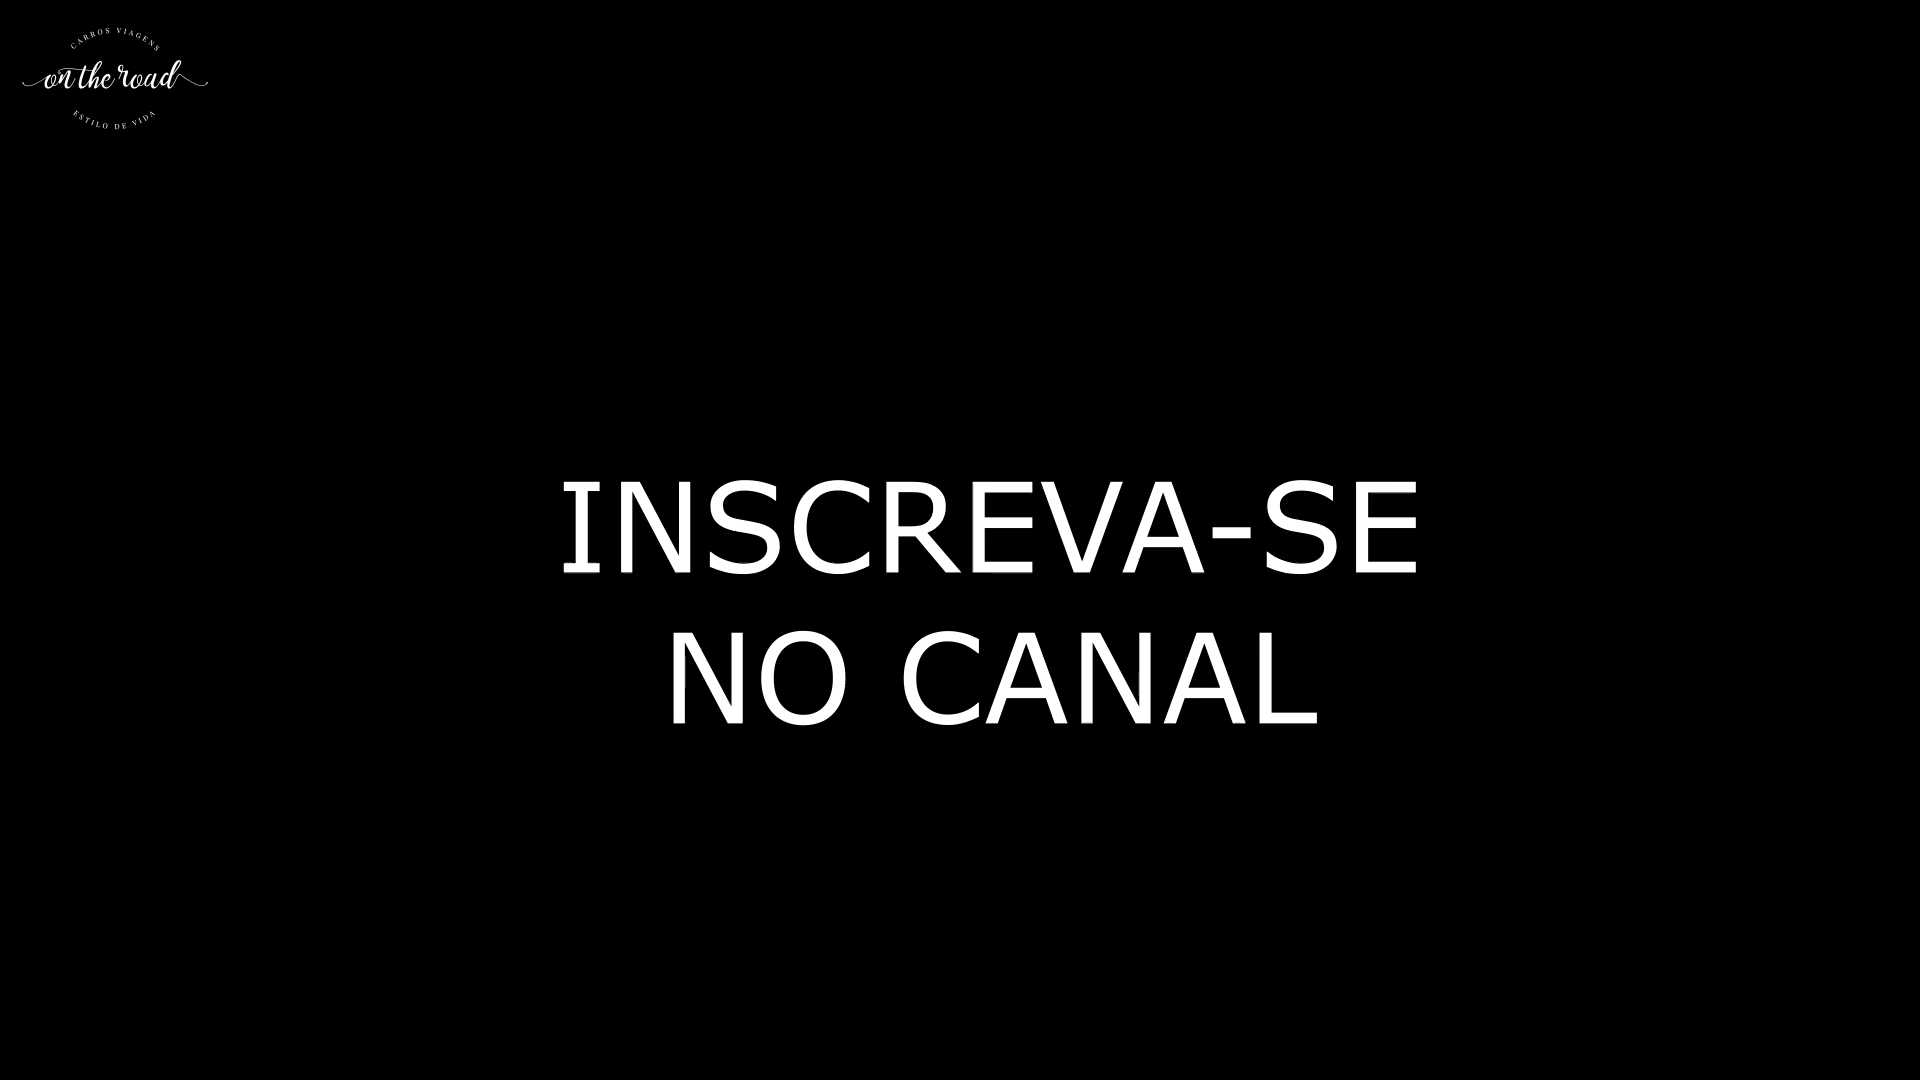 CARROS VIAGENS
on the road
ESTILO DE VIDA
INSCREVA-SE
NO CANAL